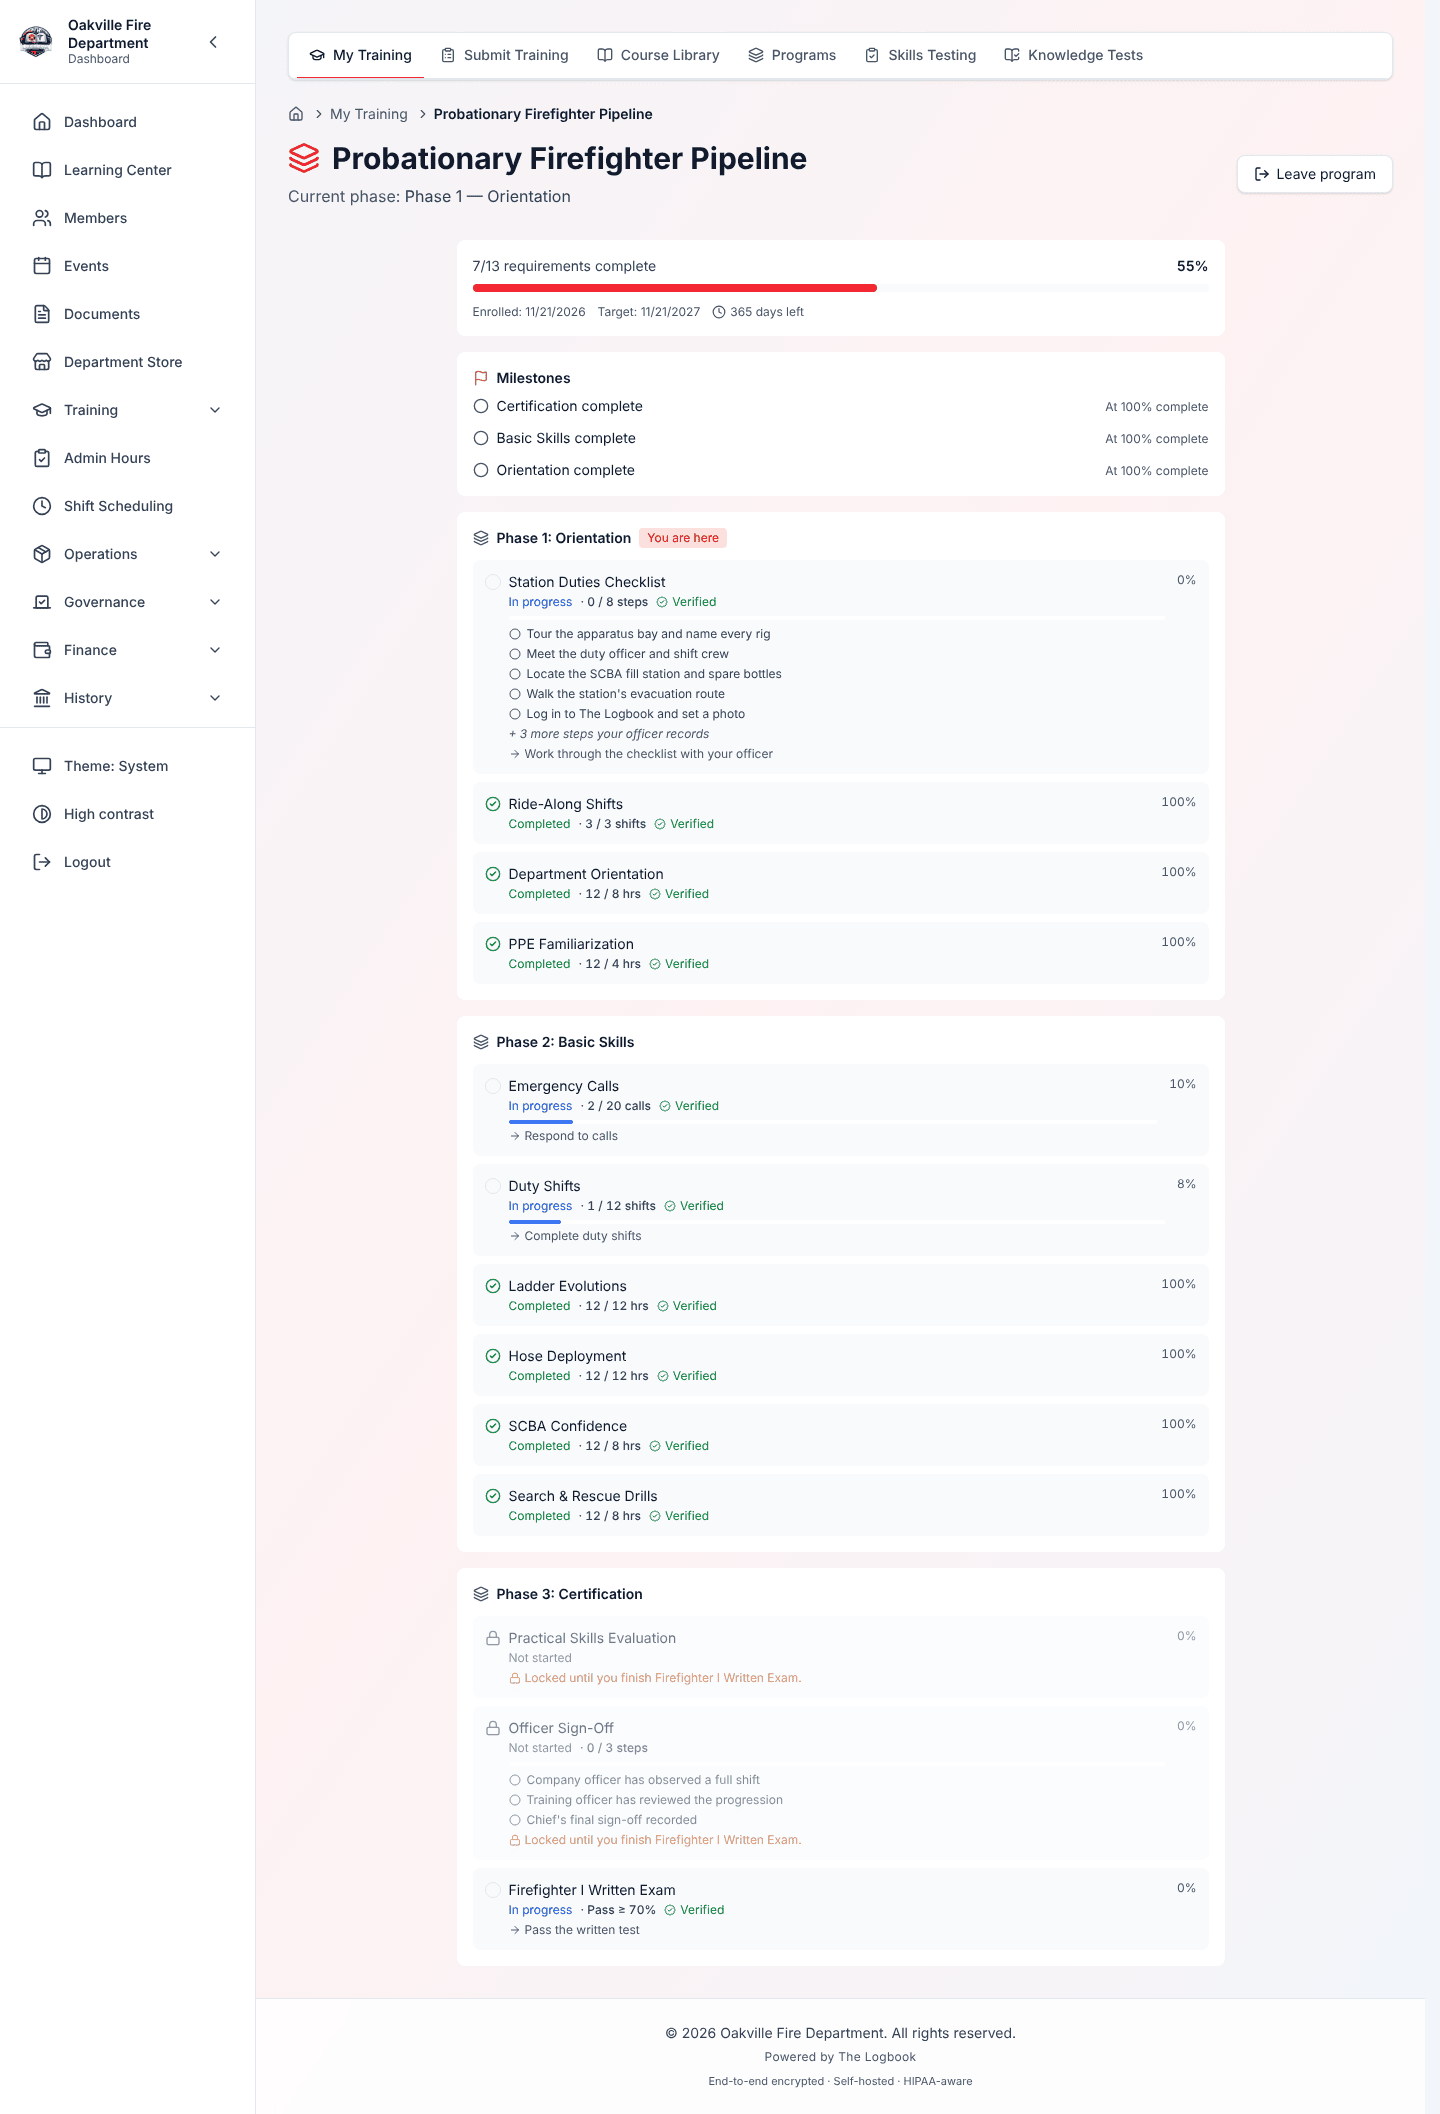 Oakville Fire
Department
Dashboard
Dashboard
Learning Center
Members
Events
Documents
Department Store
Training
Admin Hours
Shift Scheduling
Operations
Governance
Finance
History
Theme: System
High contrast
Logout
My Training
Submit Training
Course Library
Programs
Skills Testing
Knowledge Tests
My Training
Probationary Firefighter Pipeline
Probationary Firefighter Pipeline
Current phase: Phase 1 — Orientation
Leave program
7/13 requirements complete
55%
Enrolled: 11/21/2026 Target: 11/21/2027 365 days left
Milestones
Certification complete
At 100% complete
Basic Skills complete
At 100% complete
Orientation complete
At 100% complete
Phase 1: Orientation You are here
Station Duties Checklist
0%
In progress · 0 / 8 steps Verified
Tour the apparatus bay and name every rig
Meet the duty officer and shift crew
Locate the SCBA fill station and spare bottles
Walk the station's evacuation route
Log in to The Logbook and set a photo
+ 3 more steps your officer records
→ Work through the checklist with your officer
Ride-Along Shifts
100%
Completed · 3 / 3 shifts Verified
Department Orientation
100%
Completed · 12 / 8 hrs Verified
PPE Familiarization
100%
Completed · 12 / 4 hrs Verified
Phase 2: Basic Skills
Emergency Calls
10%
In progress · 2 / 20 calls Verified
→ Respond to calls
Duty Shifts
8%
In progress · 1 / 12 shifts Verified
→ Complete duty shifts
Ladder Evolutions
100%
Completed · 12 / 12 hrs Verified
Hose Deployment
100%
Completed · 12 / 12 hrs Verified
SCBA Confidence
100%
Completed · 12 / 8 hrs Verified
Search & Rescue Drills
100%
Completed · 12 / 8 hrs Verified
Phase 3: Certification
Practical Skills Evaluation
0%
Not started
Locked until you finish Firefighter I Written Exam.
Officer Sign-Off
0%
Not started · 0 / 3 steps
Company officer has observed a full shift
Training officer has reviewed the progression
Chief's final sign-off recorded
Locked until you finish Firefighter I Written Exam.
Firefighter I Written Exam
0%
In progress · Pass ≥ 70% Verified
→ Pass the written test
© 2026 Oakville Fire Department. All rights reserved.
Powered by The Logbook
End-to-end encrypted · Self-hosted · HIPAA-aware